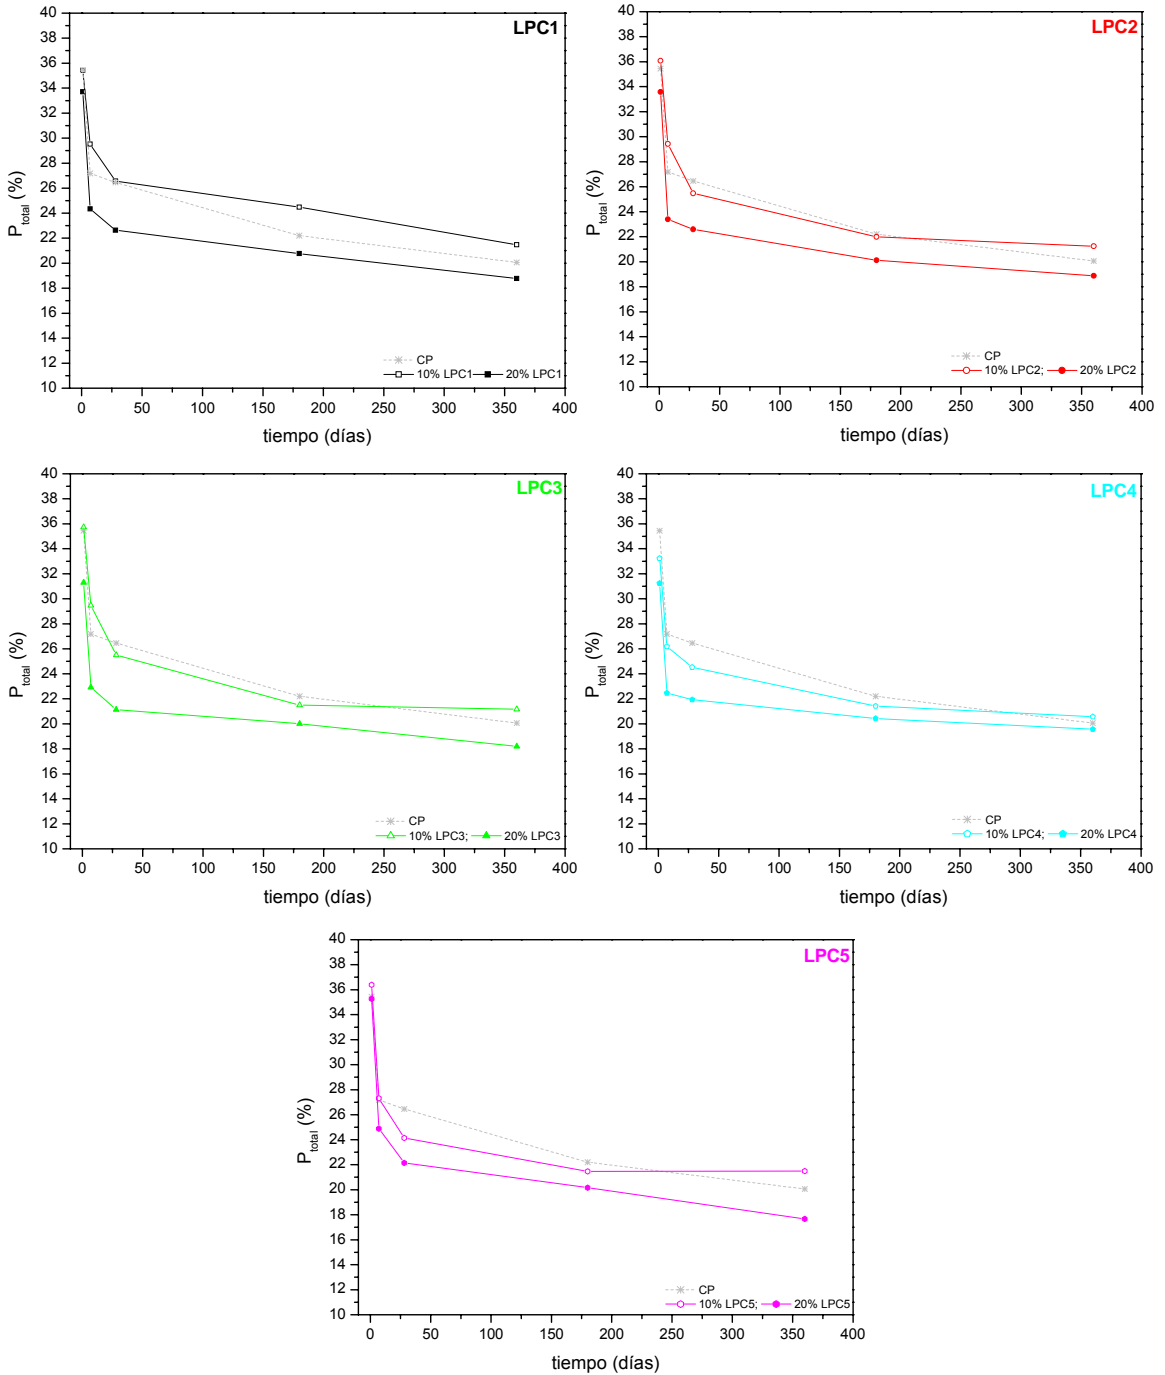 LPC1
40
38
36
34
32
30
28
26
24
22
20
18
16
14
12
10
P_total (%)
CP
10% LPC1; 20% LPC1
0 50 100 150 200 250 300 350 400
tiempo (días)
LPC2
40
38
36
34
32
30
28
26
24
22
20
18
16
14
12
10
P_total (%)
CP
10% LPC2; 20% LPC2
0 50 100 150 200 250 300 350 400
tiempo (días)
LPC3
40
38
36
34
32
30
28
26
24
22
20
18
16
14
12
10
P_total (%)
CP
10% LPC3; 20% LPC3
0 50 100 150 200 250 300 350 400
tiempo (días)
LPC4
40
38
36
34
32
30
28
26
24
22
20
18
16
14
12
10
P_total (%)
CP
10% LPC4; 20% LPC4
0 50 100 150 200 250 300 350 400
tiempo (días)
LPC5
40
38
36
34
32
30
28
26
24
22
20
18
16
14
12
10
P_total (%)
CP
10% LPC5; 20% LPC5
0 50 100 150 200 250 300 350 400
tiempo (días)